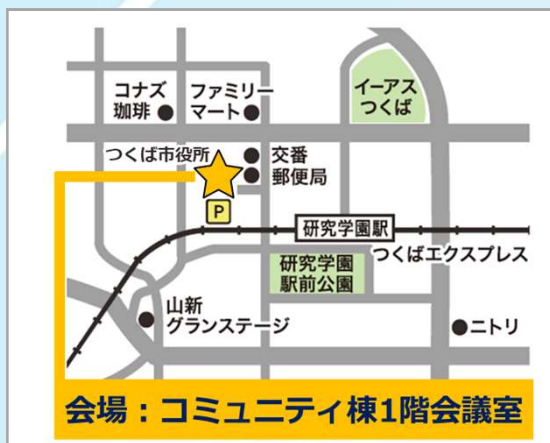 コナズ
珈琲
ファミリー
マート
イーアス
つくば
つくば市役所
交番
郵便局
P
研究学園駅
つくばエクスプレス
研究学園
駅前公園
山新
グランステージ
ニトリ
会場：コミュニティ棟1階会議室